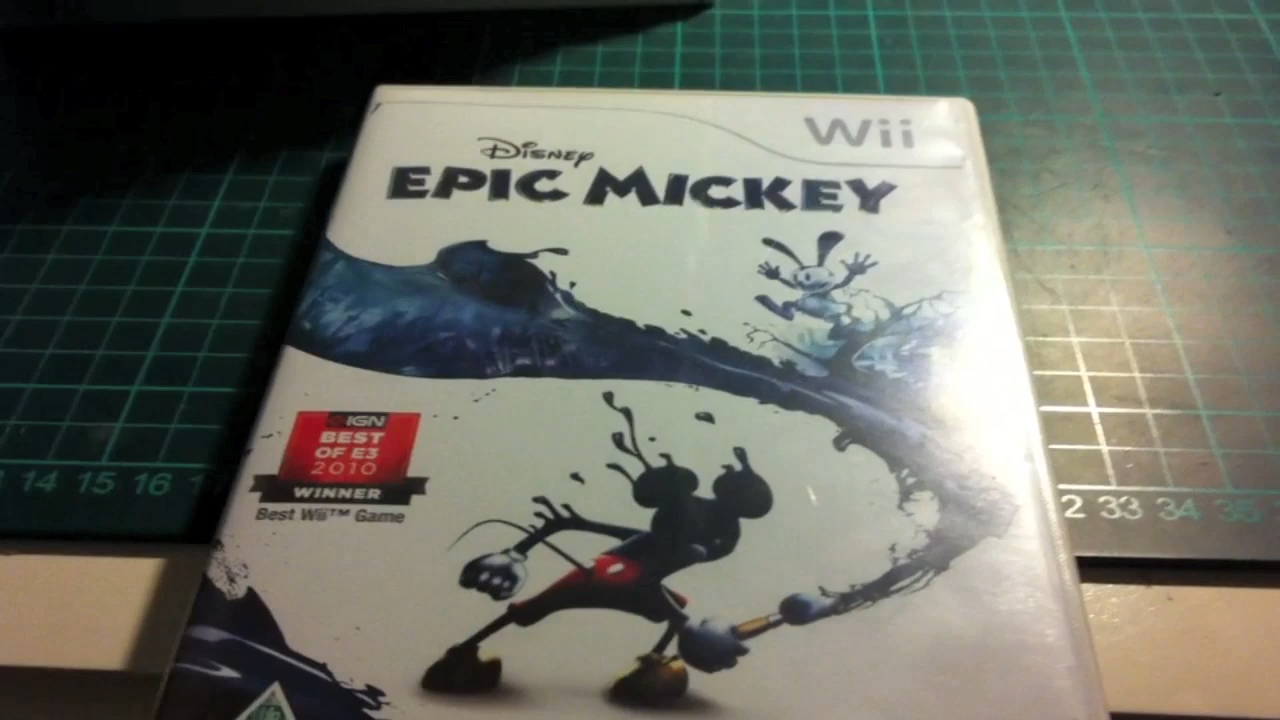 Wii
Disney
EPIC MICKEY
IGN
BEST
OF E3
2010
WINNER
Best Wii™ Game
14 15 16
33 34 35